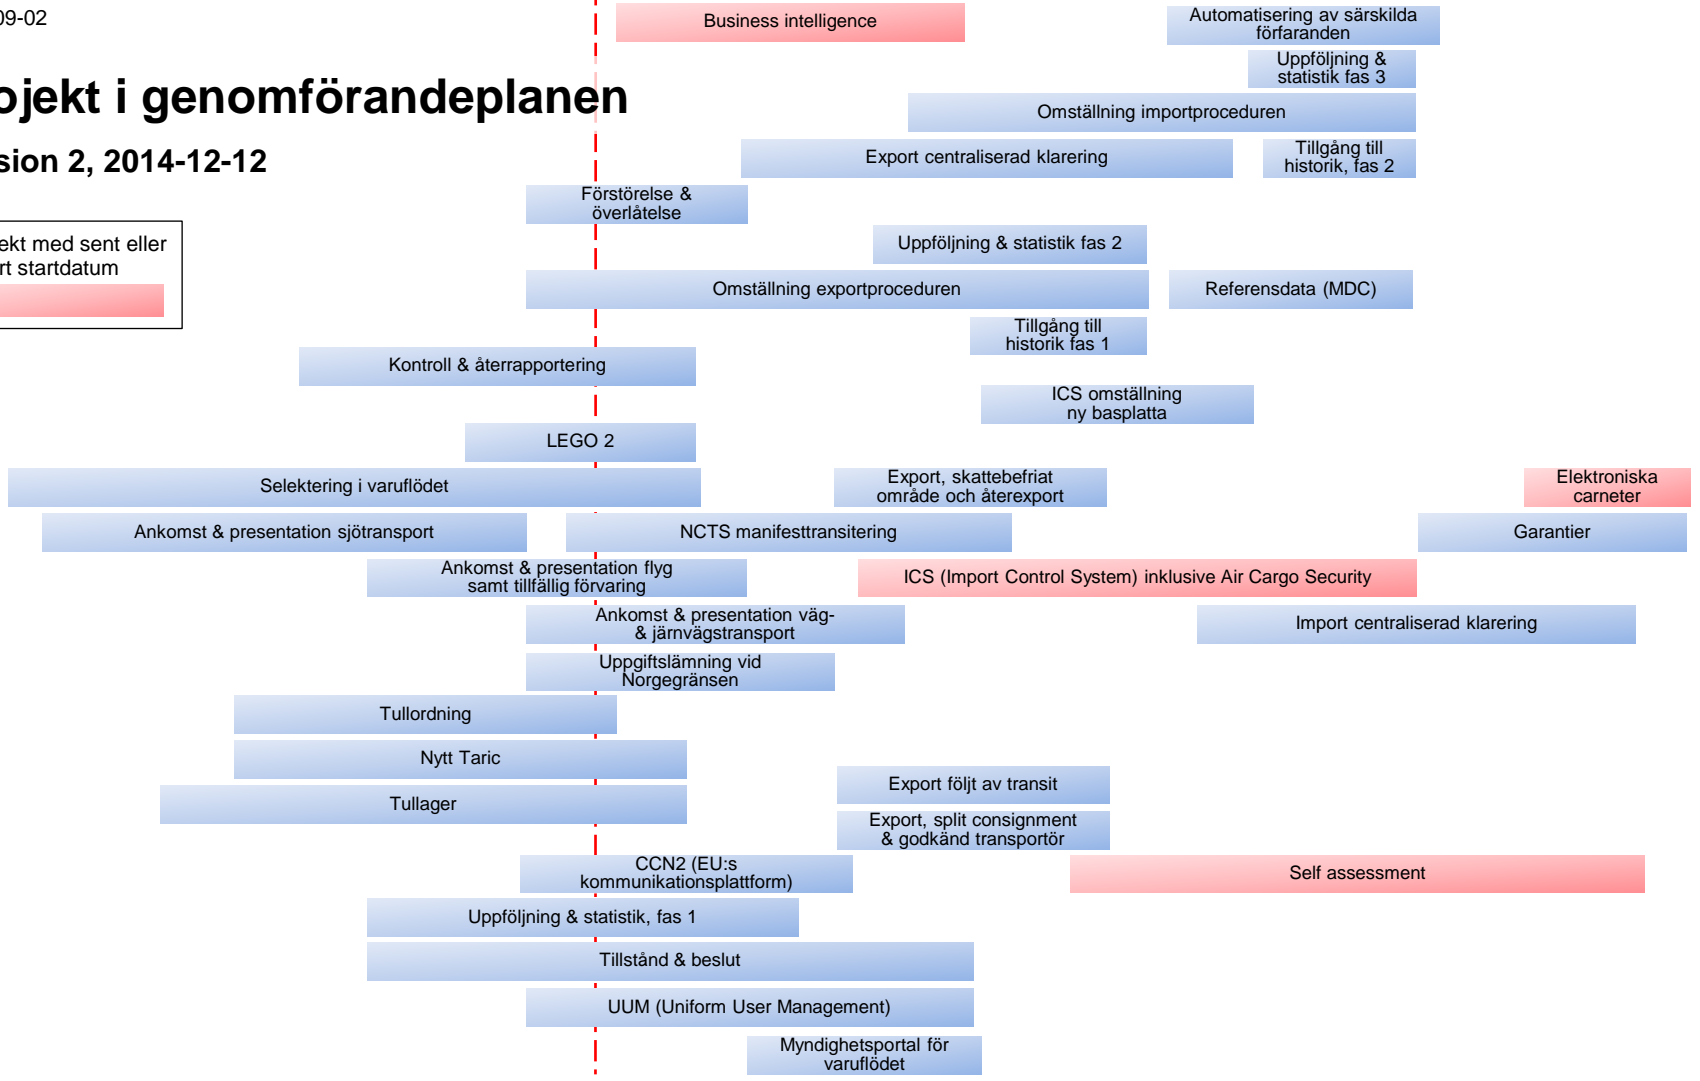 09-02
Business intelligence
Automatisering av särskilda
förfaranden
Uppföljning &
statistik fas 3
ojekt i genomförandeplanen
Omställning importproceduren
sion 2, 2014-12-12
Export centraliserad klarering
Tillgång till
historik, fas 2
Förstörelse &
överlåtelse
ekt med sent eller
rt startdatum
Uppföljning & statistik fas 2
Omställning exportproceduren
Referensdata (MDC)
Tillgång till
historik fas 1
Kontroll & återrapportering
ICS omställning
ny basplatta
LEGO 2
Selektering i varuflödet
Export, skattebefriat
område och återexport
Elektroniska
carneter
Ankomst & presentation sjötransport
NCTS manifesttransitering
Garantier
Ankomst & presentation flyg
samt tillfällig förvaring
ICS (Import Control System) inklusive Air Cargo Security
Ankomst & presentation väg-
& järnvägstransport
Import centraliserad klarering
Uppgiftslämning vid
Norgegränsen
Tullordning
Nytt Taric
Export följt av transit
Tullager
Export, split consignment
& godkänd transportör
CCN2 (EU:s
kommunikationsplattform)
Self assessment
Uppföljning & statistik, fas 1
Tillstånd & beslut
UUM (Uniform User Management)
Myndighetsportal för
varuflödet